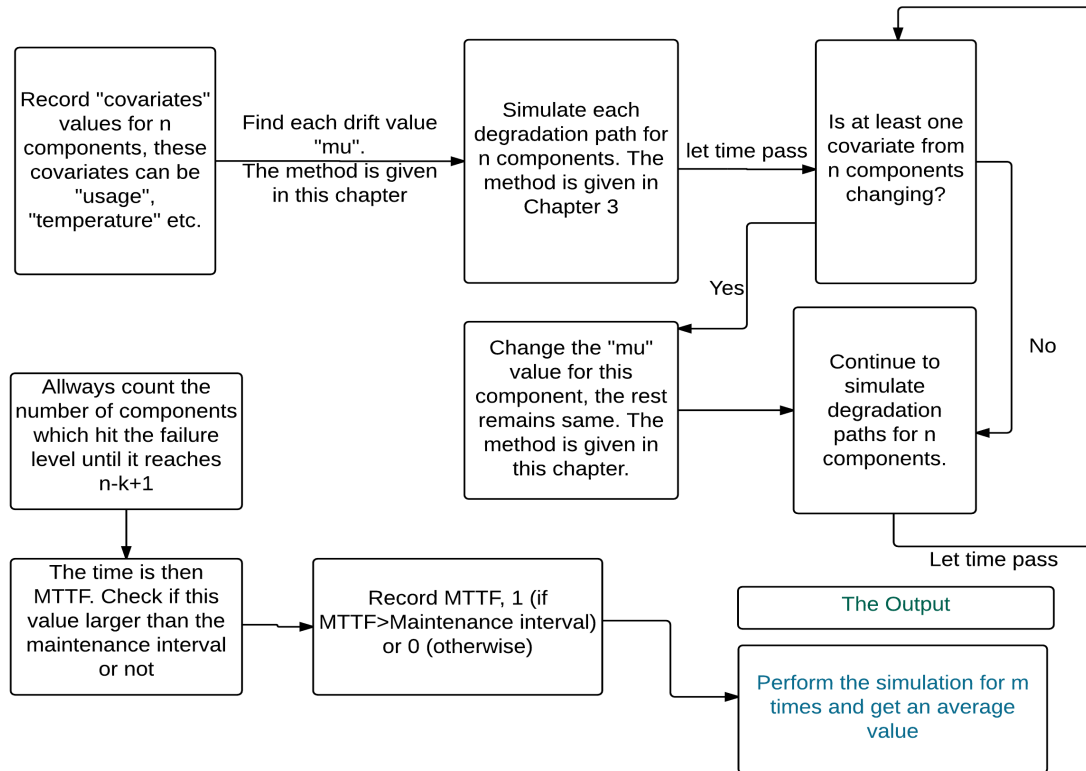 Record "covariates"
values for n
components, these
covariates can be
"usage",
"temperature" etc.
Find each drift value
"mu".
The method is given
in this chapter
Simulate each
degradation path for
n components. The
method is given in
Chapter 3
let time pass
Is at least one
covariate from
n components
changing?
Yes
No
Change the "mu"
value for this
component, the rest
remains same. The
method is given in
this chapter.
Continue to
simulate
degradation
paths for n
components.
Let time pass
Allways count the
number of components
which hit the failure
level until it reaches
n-k+1
The time is then
MTTF. Check if this
value larger than the
maintenance interval
or not
Record MTTF, 1 (if
MTTF>Maintenance interval)
or 0 (otherwise)
The Output
Perform the simulation for m
times and get an average
value